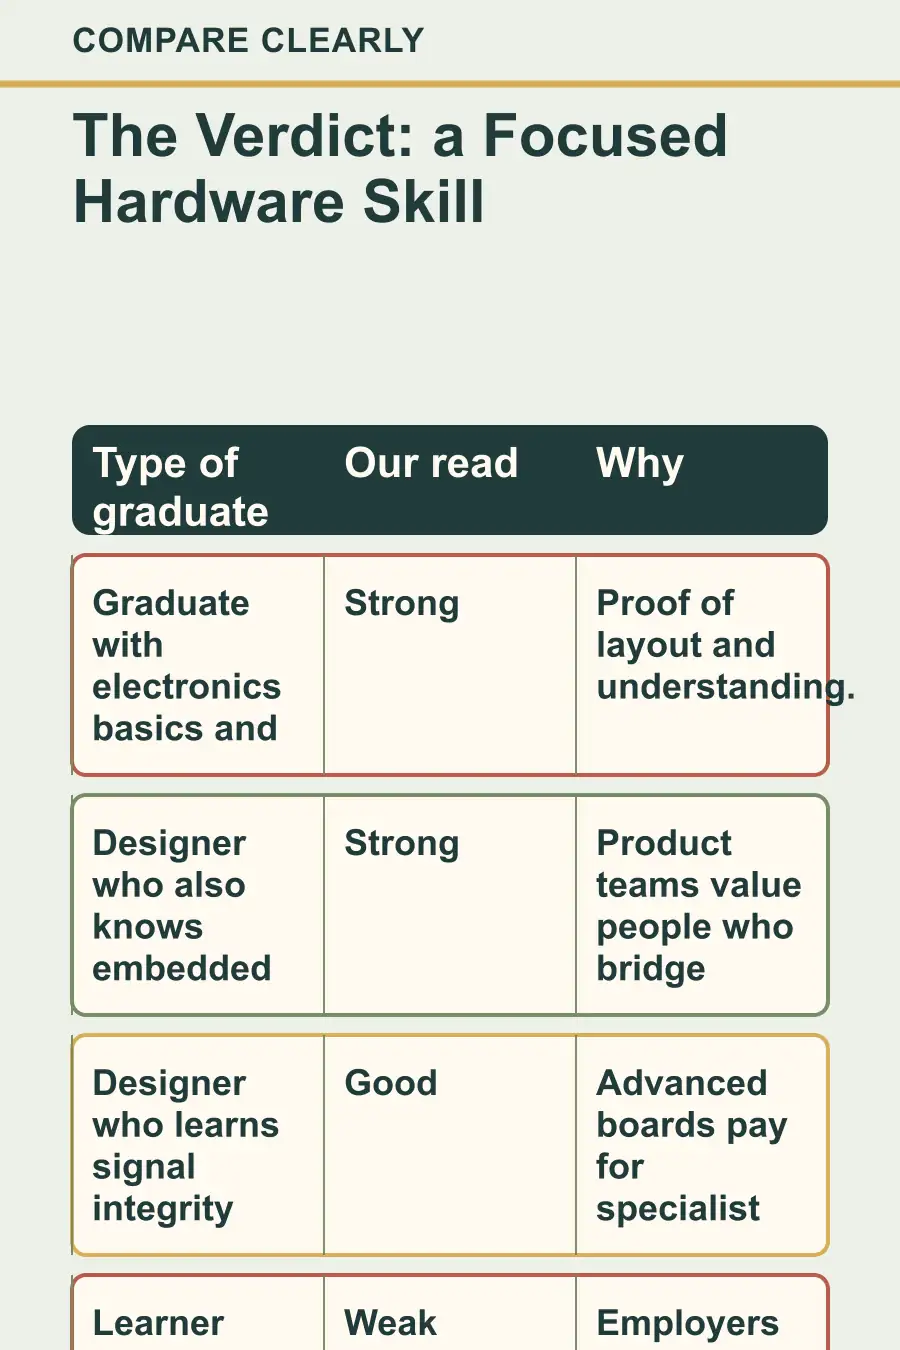 COMPARE CLEARLY
The Verdict: a Focused
Hardware Skill
Type of graduate
Our read
Why
Graduate
with
electronics
basics and
Strong
Proof of
layout and
understanding.
Designer
who also
knows
embedded
Strong
Product
teams value
people who
bridge
Designer
who learns
signal
integrity
Good
Advanced
boards pay
for
specialist
Learner
Weak
Employers